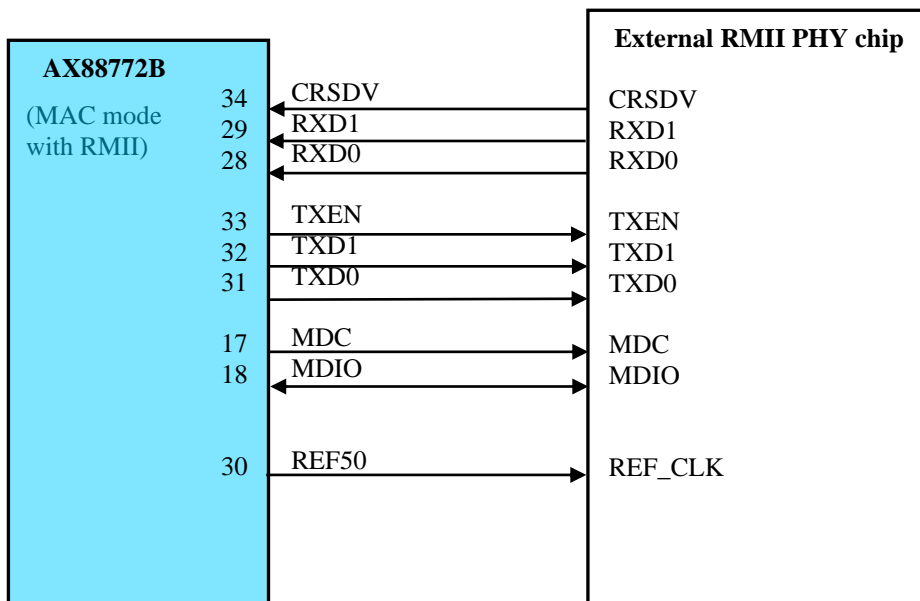 External RMII PHY chip
AX88772B
(MAC mode
with RMII)
34 CRSDV CRSDV
29 RXD1 RXD1
28 RXD0 RXD0
33 TXEN TXEN
32 TXD1 TXD1
31 TXD0 TXD0
17 MDC MDC
18 MDIO MDIO
30 REF50 REF_CLK